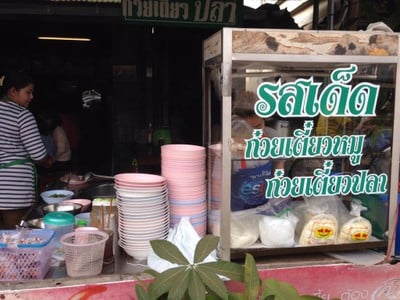 ก๋วยเตี๋ยว ปลา
รสเด็ด
ก๋วยเตี๋ยวหมู
ก๋วยเตี๋ยวปลา